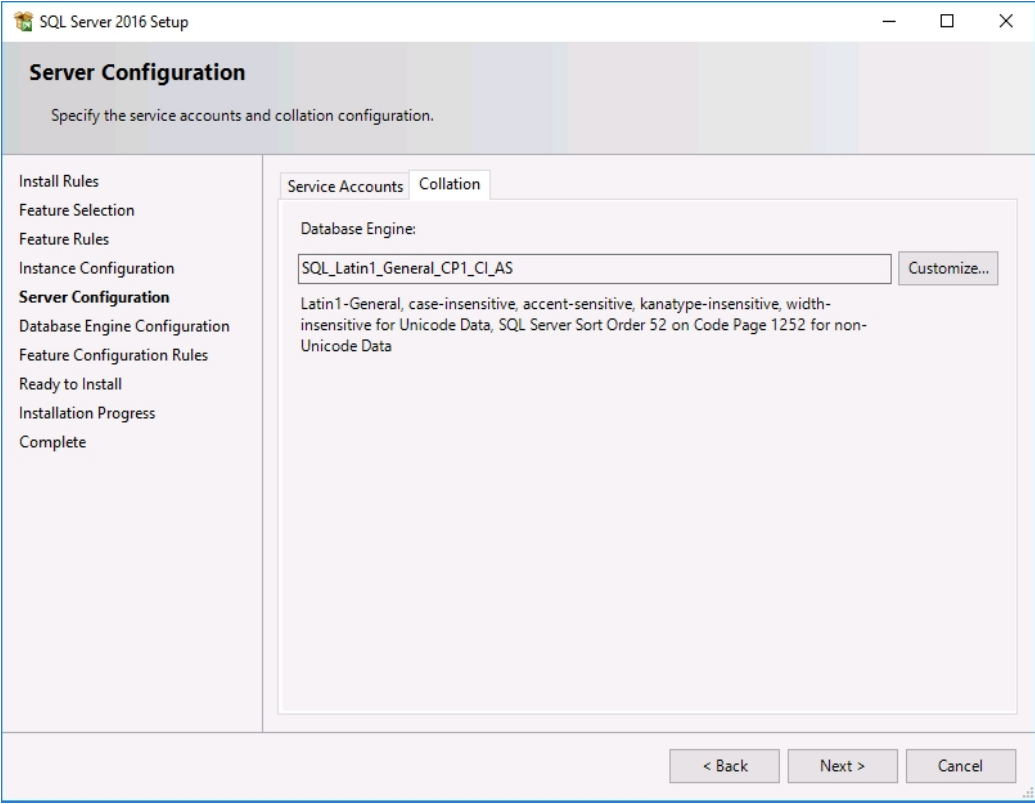 SQL Server 2016 Setup
Server Configuration
Specify the service accounts and collation configuration.
Install Rules
Feature Selection
Feature Rules
Instance Configuration
Server Configuration
Database Engine Configuration
Feature Configuration Rules
Ready to Install
Installation Progress
Complete
Service Accounts Collation
Database Engine:
SQL_Latin1_General_CP1_CI_AS Customize...
Latin1-General, case-insensitive, accent-sensitive, kanatype-insensitive, width-
insensitive for Unicode Data, SQL Server Sort Order 52 on Code Page 1252 for non-
Unicode Data
< Back Next > Cancel